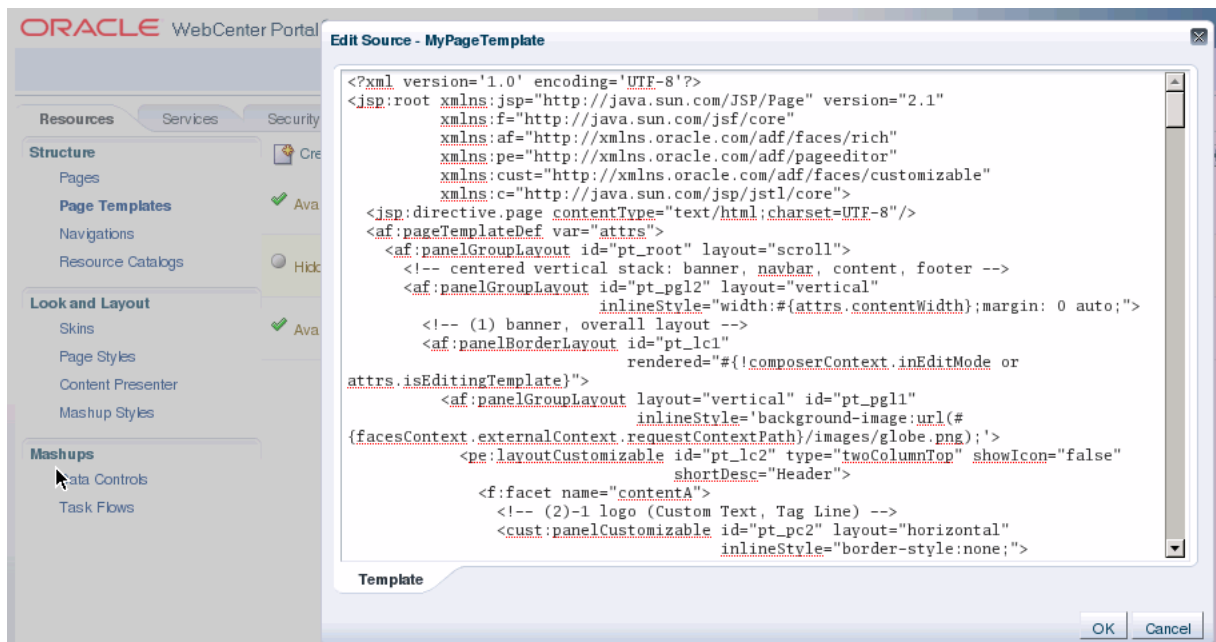 ORACLE WebCenter Portal
Edit Source - MyPageTemplate
Resources Services Security
Structure
Pages
Page Templates
Navigations
Resource Catalogs
Look and Layout
Skins
Page Styles
Content Presenter
Mashup Styles
Mashups
Data Controls
Task Flows
Cre
Ava
Hidd
Ava
<?xml version='1.0' encoding='UTF-8'?>
<jsp:root xmlns:jsp="http://java.sun.com/JSP/Page" version="2.1"
xmlns:f="http://java.sun.com/jsf/core"
xmlns:af="http://xmlns.oracle.com/adf/faces/rich"
xmlns:pe="http://xmlns.oracle.com/adf/pageeditor"
xmlns:cust="http://xmlns.oracle.com/adf/faces/customizable"
xmlns:c="http://java.sun.com/jsp/jstl/core">
<jsp:directive.page contentType="text/html;charset=UTF-8"/>
<af:pageTemplateDef var="attrs">
<af:panelGroupLayout id="pt_root" layout="scroll">
<!-- centered vertical stack: banner, navbar, content, footer -->
<af:panelGroupLayout id="pt_pgl2" layout="vertical"
inlineStyle="width:#{attrs.contentWidth};margin: 0 auto;">
<!-- (1) banner, overall layout -->
<af:panelBorderLayout id="pt_lc1"
rendered="#{!composerContext.inEditMode or
attrs.isEditingTemplate}">
<af:panelGroupLayout layout="vertical" id="pt_pgl1"
inlineStyle='background-image:url(#
{facesContext.externalContext.requestContextPath}/images/globe.png);'>
<pe:layoutCustomizable id="pt_lc2" type="twoColumnTop" showIcon="false"
shortDesc="Header">
<f:facet name="contentA">
<!-- (2)-1 logo (Custom Text, Tag Line) -->
<cust:panelCustomizable id="pt_pc2" layout="horizontal"
inlineStyle="border-style:none;">
Template
OK Cancel